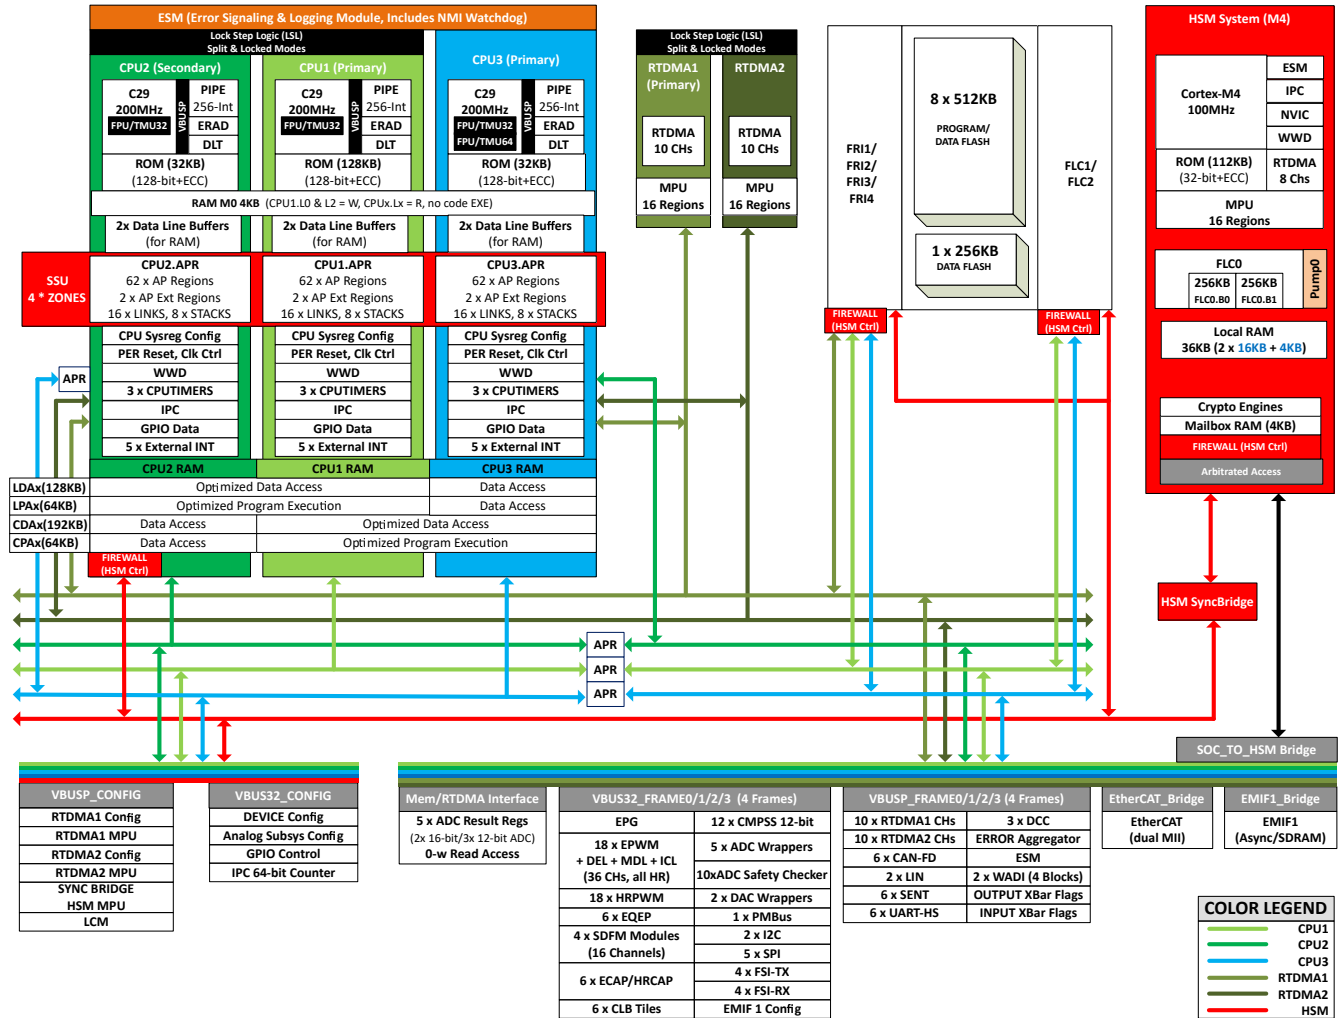 ESM (Error Signaling & Logging Module, Includes NMI Watchdog)
Lock Step Logic (LSL)
Split & Locked Modes
CPU2 (Secondary)
CPU1 (Primary)
CPU3 (Primary)
C29
200MHz
FPU/TMU32
VBUSP
PIPE
256-Int
ERAD
DLT
C29
200MHz
FPU/TMU32
VBUSP
PIPE
256-Int
ERAD
DLT
C29
200MHz
FPU/TMU32
FPU/TMU64
VBUSP
PIPE
256-Int
ERAD
DLT
ROM (32KB)
(128-bit+ECC)
ROM (128KB)
(128-bit+ECC)
ROM (32KB)
(128-bit+ECC)
RAM M0 4KB (CPU1.L0 & L2 = W, CPUx.Lx = R, no code EXE)
2x Data Line Buffers
(for RAM)
2x Data Line Buffers
(for RAM)
2x Data Line Buffers
(for RAM)
SSU
4 * ZONES
CPU2.APR
62 x AP Regions
2 x AP Ext Regions
16 x LINKS, 8 x STACKS
CPU1.APR
62 x AP Regions
2 x AP Ext Regions
16 x LINKS, 8 x STACKS
CPU3.APR
62 x AP Regions
2 x AP Ext Regions
16 x LINKS, 8 x STACKS
CPU Sysreg Config
PER Reset, Clk Ctrl
WWD
3 x CPUTIMERS
IPC
GPIO Data
5 x External INT
CPU Sysreg Config
PER Reset, Clk Ctrl
WWD
3 x CPUTIMERS
IPC
GPIO Data
5 x External INT
CPU Sysreg Config
PER Reset, Clk Ctrl
WWD
3 x CPUTIMERS
IPC
GPIO Data
5 x External INT
APR
CPU2 RAM
CPU1 RAM
CPU3 RAM
LDAx(128KB)
Optimized Data Access
Data Access
LPAx(64KB)
Optimized Program Execution
Data Access
CDAx(192KB)
Data Access
Optimized Data Access
CPAx(64KB)
Data Access
Optimized Program Execution
FIREWALL
(HSM Ctrl)
Lock Step Logic (LSL)
Split & Locked Modes
RTDMA1
(Primary)
RTDMA2
RTDMA
10 CHs
RTDMA
10 CHs
MPU
16 Regions
MPU
16 Regions
FRI1/
FRI2/
FRI3/
FRI4
8 x 512KB
PROGRAM/
DATA FLASH
1 x 256KB
DATA FLASH
FLC1/
FLC2
FIREWALL
(HSM Ctrl)
FIREWALL
(HSM Ctrl)
HSM System (M4)
Cortex-M4
100MHz
ESM
IPC
NVIC
WWD
ROM (112KB)
(32-bit+ECC)
RTDMA
8 Chs
MPU
16 Regions
FLC0
256KB
FLC0.B0
256KB
FLC0.B1
Pump0
Local RAM
36KB (2 x 16KB + 4KB)
Crypto Engines
Mailbox RAM (4KB)
FIREWALL (HSM Ctrl)
Arbitrated Access
HSM SyncBridge
APR
APR
APR
SOC_TO_HSM Bridge
VBUSP_CONFIG
RTDMA1 Config
RTDMA1 MPU
RTDMA2 Config
RTDMA2 MPU
SYNC BRIDGE
HSM MPU
LCM
VBUS32_CONFIG
DEVICE Config
Analog Subsys Config
GPIO Control
IPC 64-bit Counter
Mem/RTDMA Interface
5 x ADC Result Regs
(2x 16-bit/3x 12-bit ADC)
0-w Read Access
VBUS32_FRAME0/1/2/3 (4 Frames)
EPG
18 x EPWM
+ DEL + MDL + ICL
(36 CHs, all HR)
18 x HRPWM
6 x EQEP
4 x SDFM Modules
(16 Channels)
6 x ECAP/HRCAP
6 x CLB Tiles
12 x CMPSS 12-bit
5 x ADC Wrappers
10xADC Safety Checker
2 x DAC Wrappers
1 x PMBus
2 x I2C
5 x SPI
4 x FSI-TX
4 x FSI-RX
EMIF 1 Config
VBUSP_FRAME0/1/2/3 (4 Frames)
10 x RTDMA1 CHs
10 x RTDMA2 CHs
6 x CAN-FD
2 x LIN
6 x SENT
6 x UART-HS
3 x DCC
ERROR Aggregator
ESM
2 x WADI (4 Blocks)
OUTPUT XBar Flags
INPUT XBar Flags
EtherCAT_Bridge
EtherCAT
(dual MII)
EMIF1_Bridge
EMIF1
(Async/SDRAM)
COLOR LEGEND
CPU1
CPU2
CPU3
RTDMA1
RTDMA2
HSM